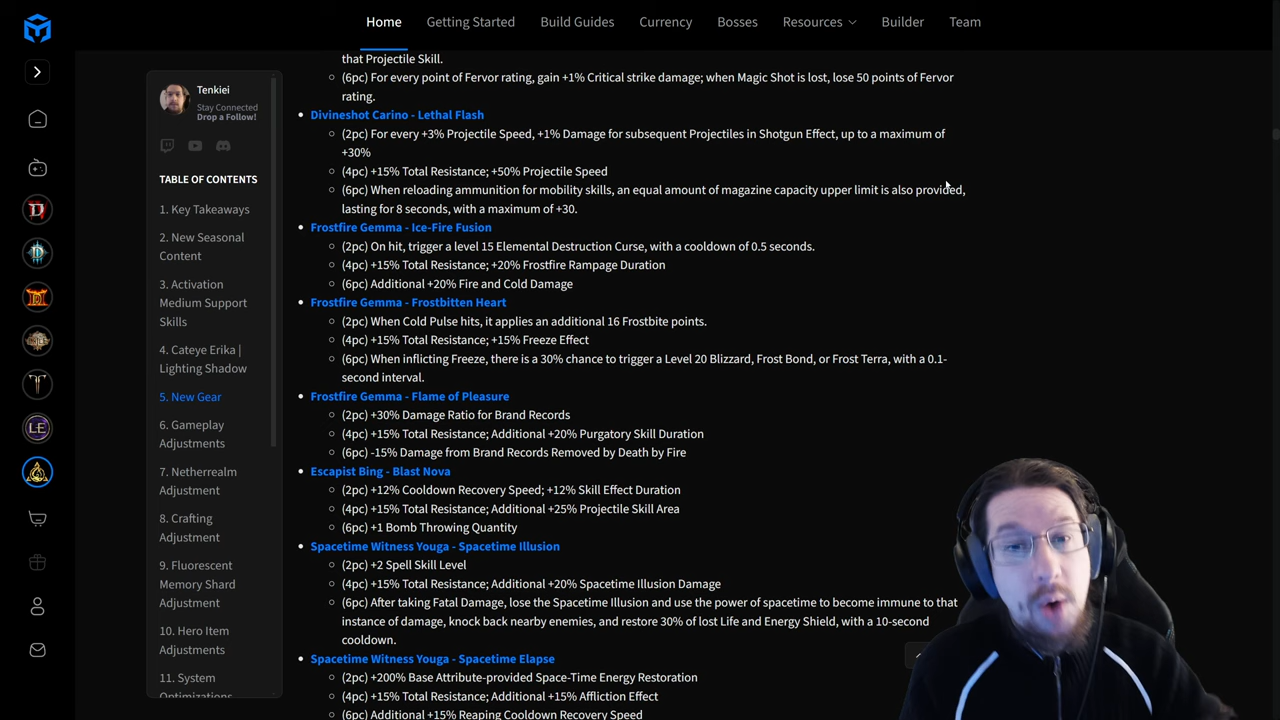 Home
Getting Started
Build Guides
Currency
Bosses
Resources
Builder
Team
Tenkiei
Stay Connected
Drop a Follow!
TABLE OF CONTENTS
1. Key Takeaways
2. New Seasonal
Content
3. Activation
Medium Support
Skills
4. Cateye Erika |
Lighting Shadow
5. New Gear
6. Gameplay
Adjustments
7. Netherrealm
Adjustment
8. Crafting
Adjustment
9. Fluorescent
Memory Shard
Adjustment
10. Hero Item
Adjustments
11. System
Optimizations
that Projectile Skill.
(6pc) For every point of Fervor rating, gain +1% Critical strike damage; when Magic Shot is lost, lose 50 points of Fervor
rating.
Divineshot Carino - Lethal Flash
(2pc) For every +3% Projectile Speed, +1% Damage for subsequent Projectiles in Shotgun Effect, up to a maximum of
+30%
(4pc) +15% Total Resistance; +50% Projectile Speed
(6pc) When reloading ammunition for mobility skills, an equal amount of magazine capacity upper limit is also provided,
lasting for 8 seconds, with a maximum of +30.
Frostfire Gemma - Ice-Fire Fusion
(2pc) On hit, trigger a level 15 Elemental Destruction Curse, with a cooldown of 0.5 seconds.
(4pc) +15% Total Resistance; +20% Frostfire Rampage Duration
(6pc) Additional +20% Fire and Cold Damage
Frostfire Gemma - Frostbitten Heart
(2pc) When Cold Pulse hits, it applies an additional 16 Frostbite points.
(4pc) +15% Total Resistance; +15% Freeze Effect
(6pc) When inflicting Freeze, there is a 30% chance to trigger a Level 20 Blizzard, Frost Bond, or Frost Terra, with a 0.1-
second interval.
Frostfire Gemma - Flame of Pleasure
(2pc) +30% Damage Ratio for Brand Records
(4pc) +15% Total Resistance; Additional +20% Purgatory Skill Duration
(6pc) -15% Damage from Brand Records Removed by Death by Fire
Escapist Bing - Blast Nova
(2pc) +12% Cooldown Recovery Speed; +12% Skill Effect Duration
(4pc) +15% Total Resistance; Additional +25% Projectile Skill Area
(6pc) +1 Bomb Throwing Quantity
Spacetime Witness Youga - Spacetime Illusion
(2pc) +2 Spell Skill Level
(4pc) +15% Total Resistance; Additional +20% Spacetime Illusion Damage
(6pc) After taking Fatal Damage, lose the Spacetime Illusion and use the power of spacetime to become immune to that
instance of damage, knock back nearby enemies, and restore 30% of lost Life and Energy Shield, with a 10-second
cooldown.
Spacetime Witness Youga - Spacetime Elapse
(2pc) +200% Base Attribute-provided Space-Time Energy Restoration
(4pc) +15% Total Resistance; Additional +15% Affliction Effect
(6pc) Additional +15% Reaping Cooldown Recovery Speed